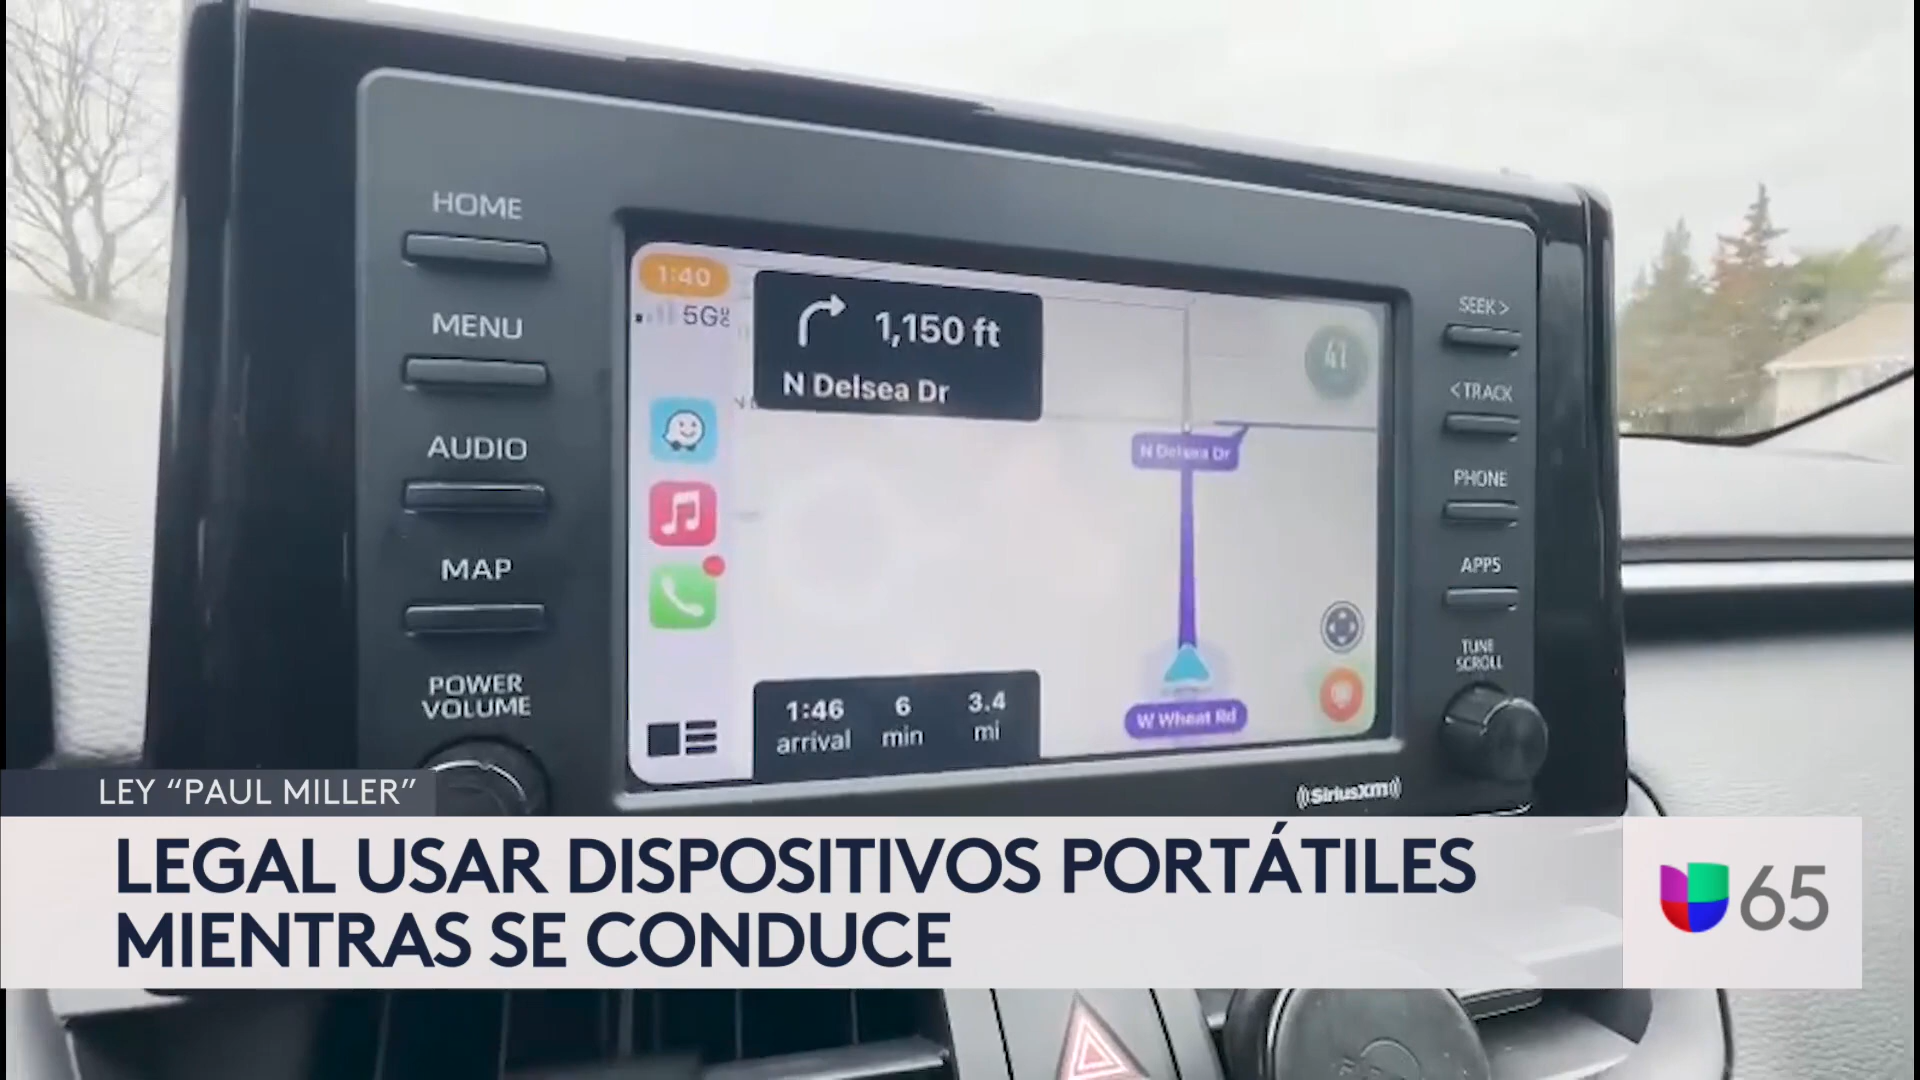 HOME
MENU
AUDIO
MAP
POWER
VOLUME
1:40
5G
1,150 ft
N Delsea Dr
41
N Delsea Dr
W Wheat Rd
1:46 6 3.4
arrival min mi
SEEK >
< TRACK
PHONE
APPS
TUNE
SCROLL
((SiriusXM))
LEY “PAUL MILLER”
LEGAL USAR DISPOSITIVOS PORTÁTILES
MIENTRAS SE CONDUCE
65